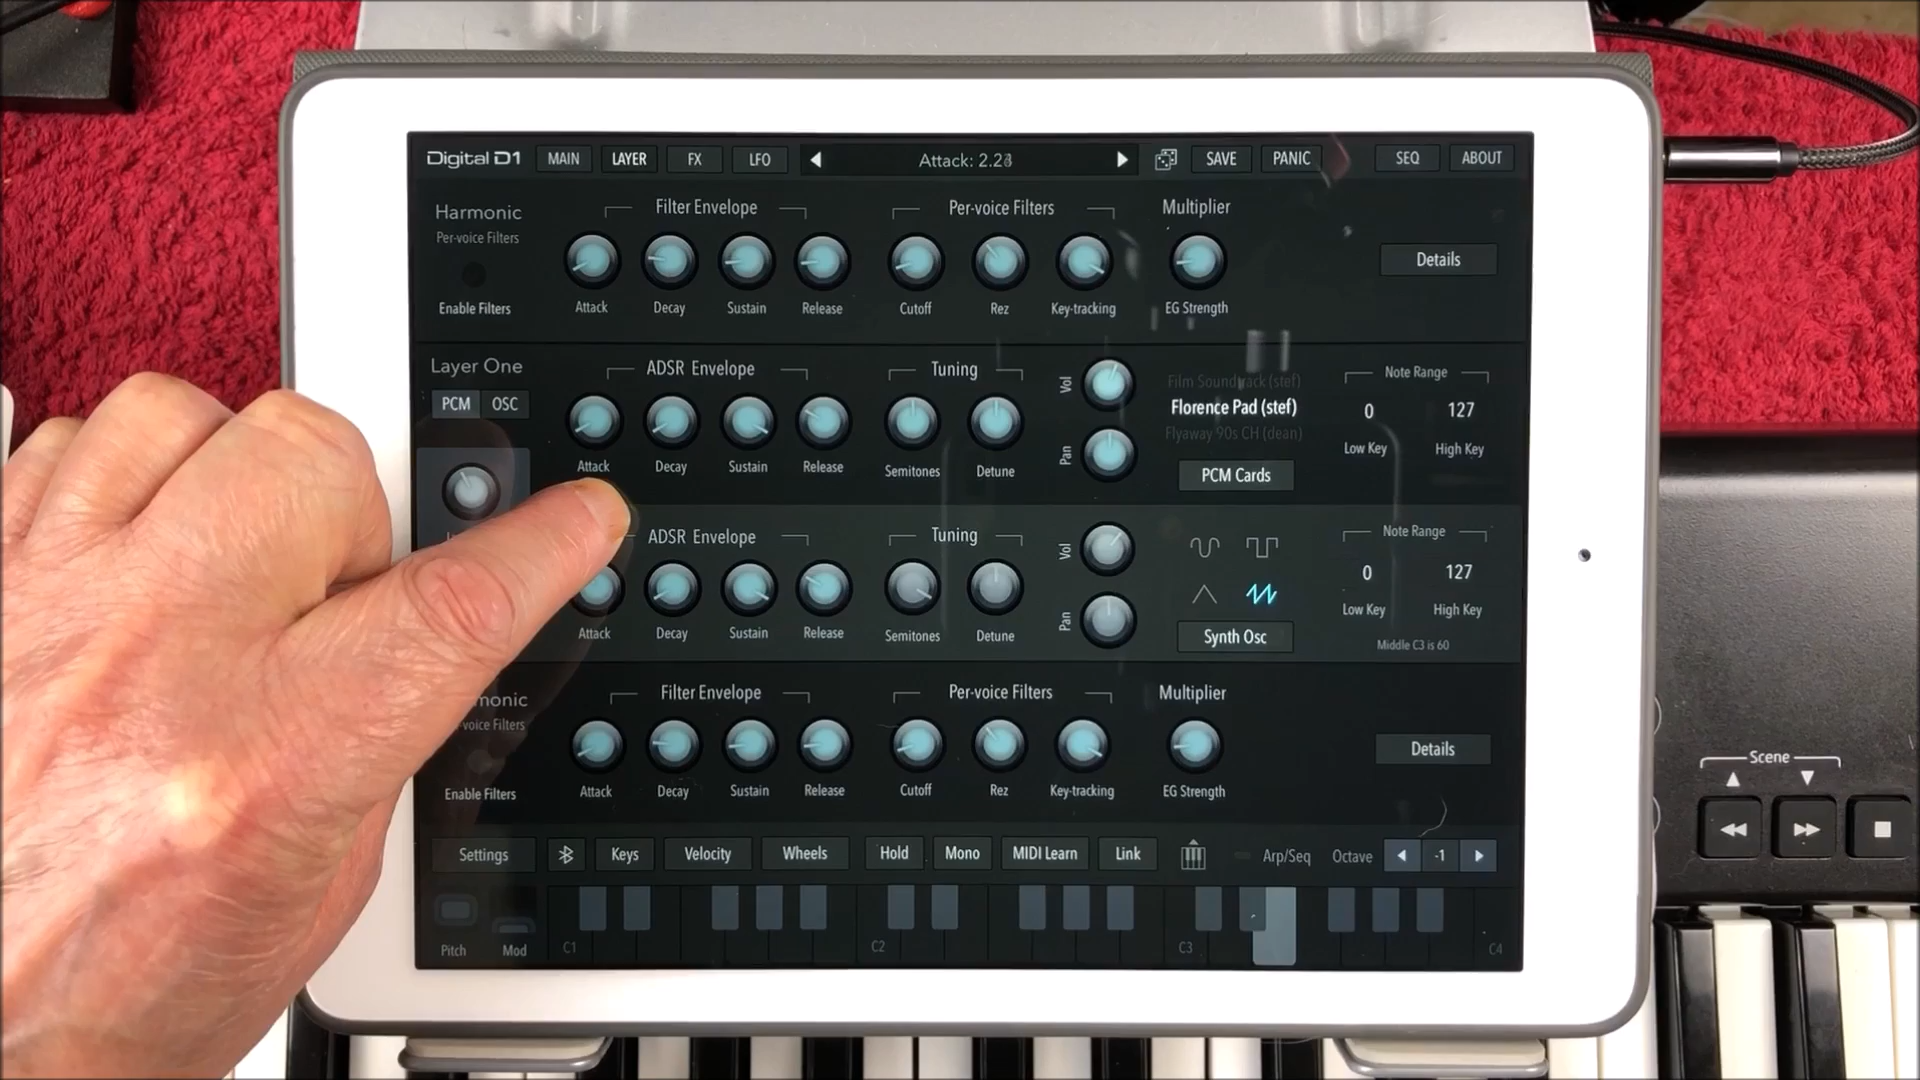 Digital D1 MAIN LAYER FX LFO Attack: 2.23 SAVE PANIC SEQ ABOUT
Harmonic Filter Envelope Per-voice Filters Multiplier
Per-voice Filters
Details
Enable Filters Attack Decay Sustain Release Cutoff Rez Key-tracking EG Strength
Layer One ADSR Envelope Tuning Note Range
Vol Film Soundtrack (stef)
PCM OSC Florence Pad (stef) 0 127
Flyaway 90s CH (dean)
Low Key High Key
Attack Decay Sustain Release Semitones Detune Pan PCM Cards
ADSR Envelope Tuning Note Range
Vol
0 127
Low Key High Key
Attack Decay Sustain Release Semitones Detune Pan Synth Osc
Middle C3 is 60
monic Filter Envelope Per-voice Filters Multiplier
voice Filters
Details
Enable Filters Attack Decay Sustain Release Cutoff Rez Key-tracking EG Strength
Settings Keys Velocity Wheels Hold Mono MIDI Learn Link Arp/Seq Octave -1
Pitch Mod C1 C2 C3 C4
Scene